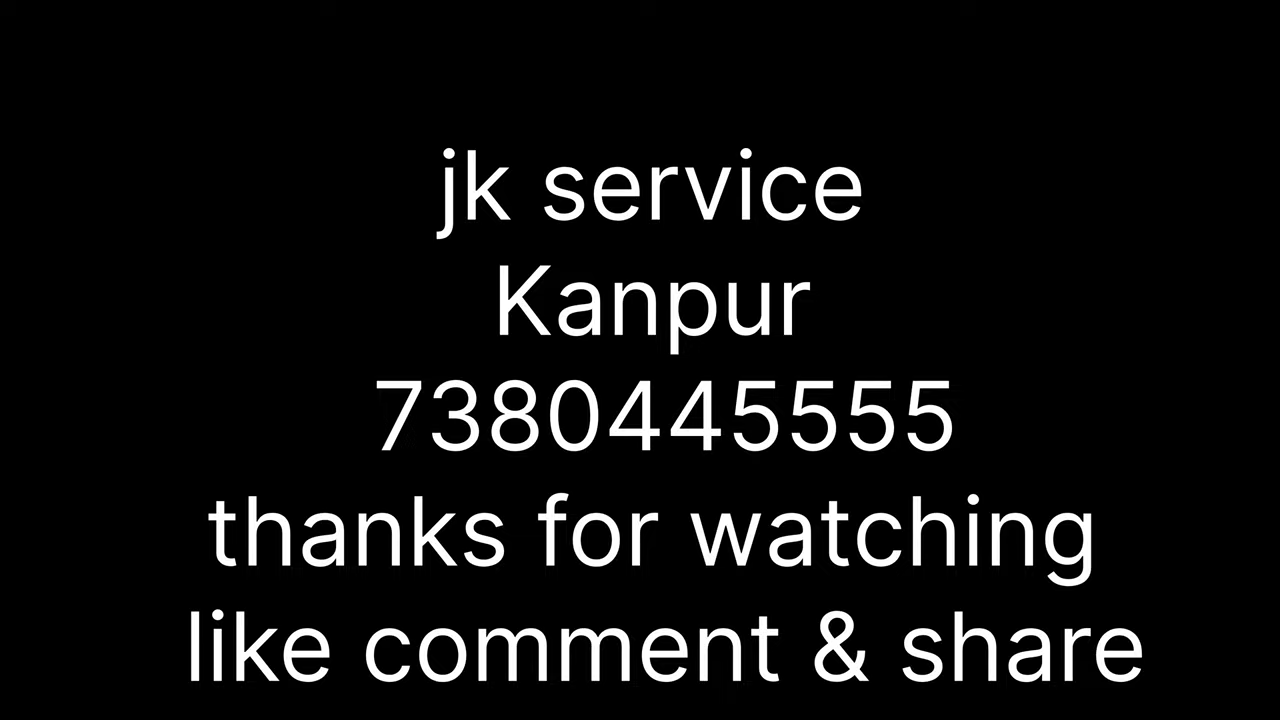 jk service
Kanpur
7380445555
thanks for watching
like comment & share